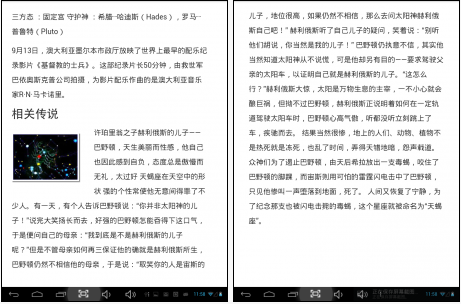 三方态 ：固定宫 守护神 ：希腊--哈迪斯（Hades），罗马--
普鲁特（Pluto）
9月13日，澳大利亚墨尔本市政厅放映了世界上最早的配乐纪
录影片《基督教的士兵》。这部纪录片长50分钟，由救世军
巴依奥斯克普公司拍摄，为影片配乐作曲的是澳大利亚音乐
家R·N·马卡诺里。
相关传说
许珀里翁之子赫利俄斯的儿子——
巴野顿，天生美丽而性感，他自己
也因此感到自负，态度总是傲慢而
无礼，太过好 天蝎座在天空中的形
状 强的个性常使他无意间得罪了不
少人。有一天，有个人告诉巴野顿说：“你并非太阳神的儿
子！”说完大笑扬长而去，好强的巴野顿怎能吞得下这口气，
于是便问自己的母亲：“我到底是不是赫利俄斯的儿子
呢？”但是不管母亲如何再三保证他的确就是赫利俄斯所生，
巴野顿仍然不相信他的母亲，于是说：“取笑你的人是宙斯的
11:58
儿子，地位很高，如果仍然不相信，那么去问太阳神赫利俄
斯自己吧！” 赫利俄斯听了自己儿子的疑问，笑着说：“别听
他们胡说，你当然是我的儿子！” 巴野顿仍执意不信，其实他
当然知道太阳神从不说慌，可是他却另有目的——要求驾驶父
亲的太阳车，以证明自己就是赫利俄斯的儿子。“这怎么
行？”赫利俄斯大惊，太阳是万物生息的主宰，一不小心就会
酿巨祸，但拗不过巴野顿，赫利俄斯正说明着如何在一定轨
道驾驶太阳车时，巴野顿心高气傲，听都没听立刻跳上了
车，疾驰而去。 结果当然很惨，地上的人们、动物、植物不
是热死就是冻死，也乱了时间，弄得天错地暗，怨声载道。
众神们为了遏止巴野顿，由天后希拉放出一支毒蝎，咬住了
巴野顿的脚踝，而宙斯则用可怕的雷霆闪电击中了巴野顿，
只见他惨叫一声堕落到地面，死了。 人间又恢复了宁静，为
了纪念那支也被闪电击毙的毒蝎，这个星座就被命名为“天蝎
座”。
11:58